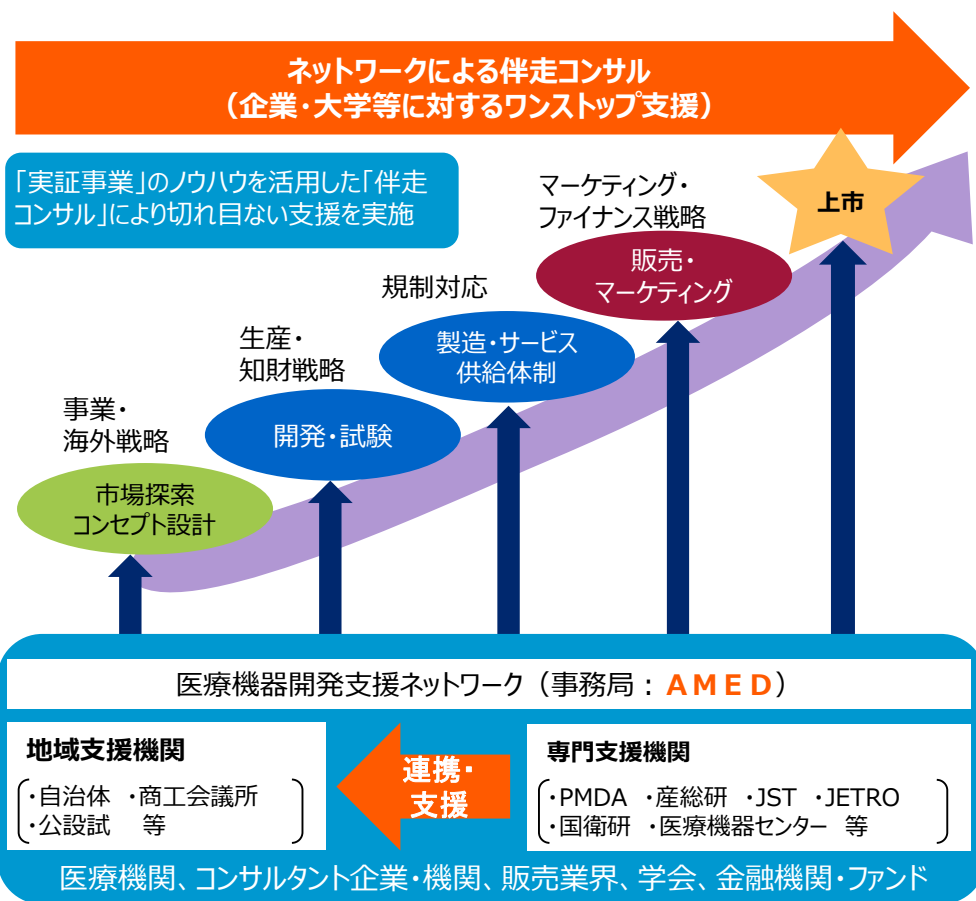 ネットワークによる伴走コンサル
（企業・大学等に対するワンストップ支援）
「実証事業」のノウハウを活用した「伴走
コンサル」により切れ目ない支援を実施
マーケティング・
ファイナンス戦略
上市
販売・
マーケティング
規制対応
製造・サービス
供給体制
生産・
知財戦略
開発・試験
事業・
海外戦略
市場探索
コンセプト設計
医療機器開発支援ネットワーク（事務局：ＡＭＥＤ）
地域支援機関
・自治体 ・商工会議所
・公設試 等
連携・
支援
専門支援機関
・PMDA ・産総研 ・JST ・JETRO
・国衛研 ・医療機器センター 等
医療機関、コンサルタント企業・機関、販売業界、学会、金融機関・ファンド